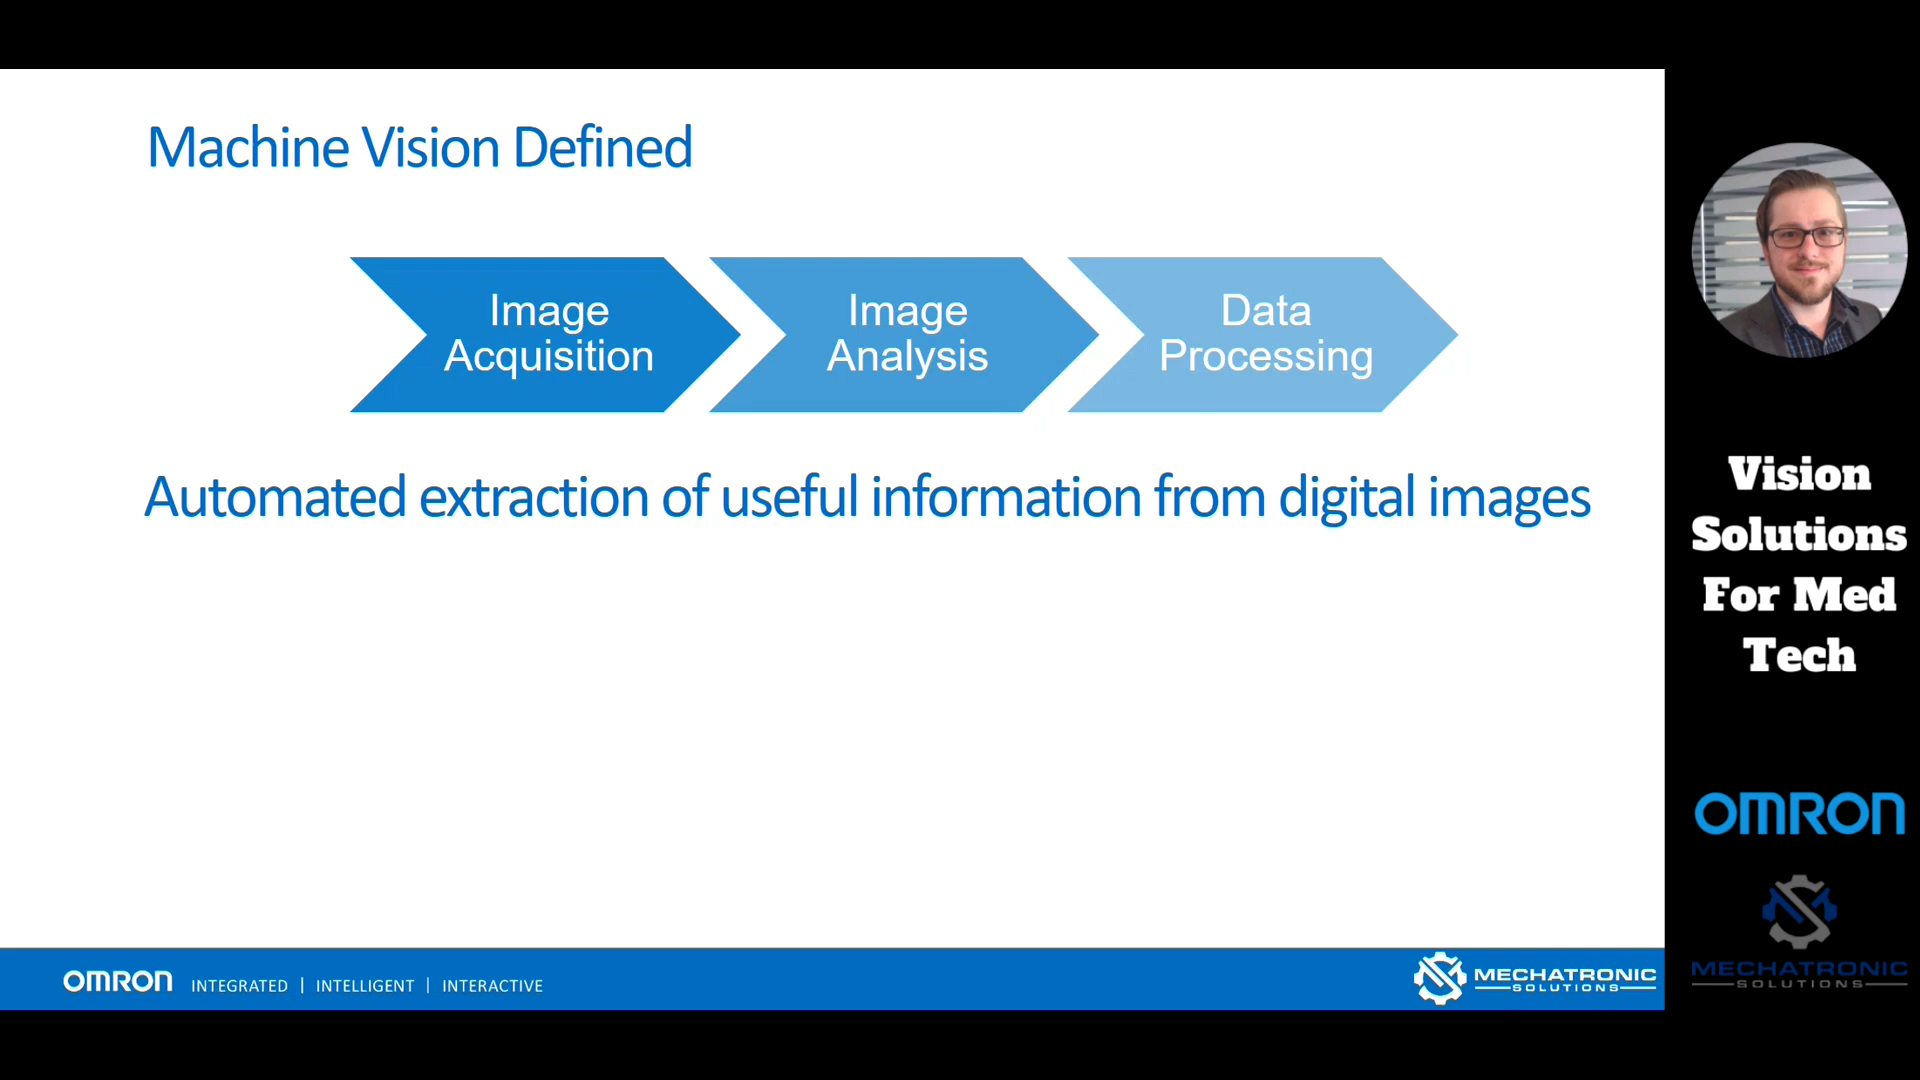 Machine Vision Defined
Image
Acquisition
Image
Analysis
Data
Processing
Automated extraction of useful information from digital images
OMRON INTEGRATED | INTELLIGENT | INTERACTIVE
MECHATRONIC
SOLUTIONS
Vision
Solutions
For Med
Tech
OMRON
MECHATRONIC
SOLUTIONS